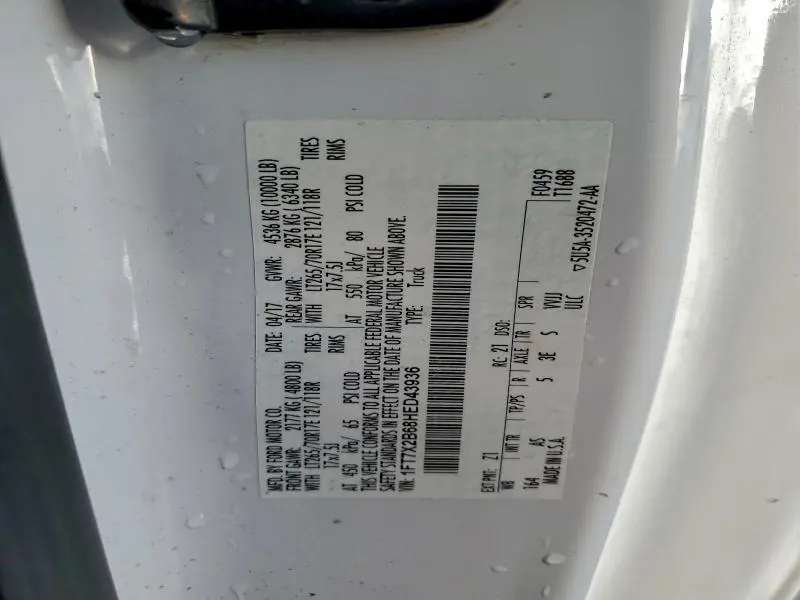 MFD. BY FORD MOTOR CO.
DATE: 04/17 GVWR: 4536 KG (10000 LB)
FRONT GAWR: 2177 KG (4800 LB) REAR GAWR: 2876 KG (6340 LB)
WITH LT265/70R17E 121/118R TIRES WITH LT265/70R17E 121/118R TIRES
17x7.5J RIMS 17x7.5J RIMS
AT 450 kPa/ 65 PSI COLD AT 550 kPa/ 80 PSI COLD
THIS VEHICLE CONFORMS TO ALL APPLICABLE FEDERAL MOTOR VEHICLE
SAFETY STANDARDS IN EFFECT ON THE DATE OF MANUFACTURE SHOWN ABOVE.
VIN: 1FT7X2B68HED43936 TYPE: Truck
F0459
T1688
EXT PNT: Z1 RC: 21 DSO:
WB INT TR TP/PS R AXLE TR SPR
164 AS 5 3E S VVJJ
MADE IN U.S.A. ULC
5U5A-3520472-AA